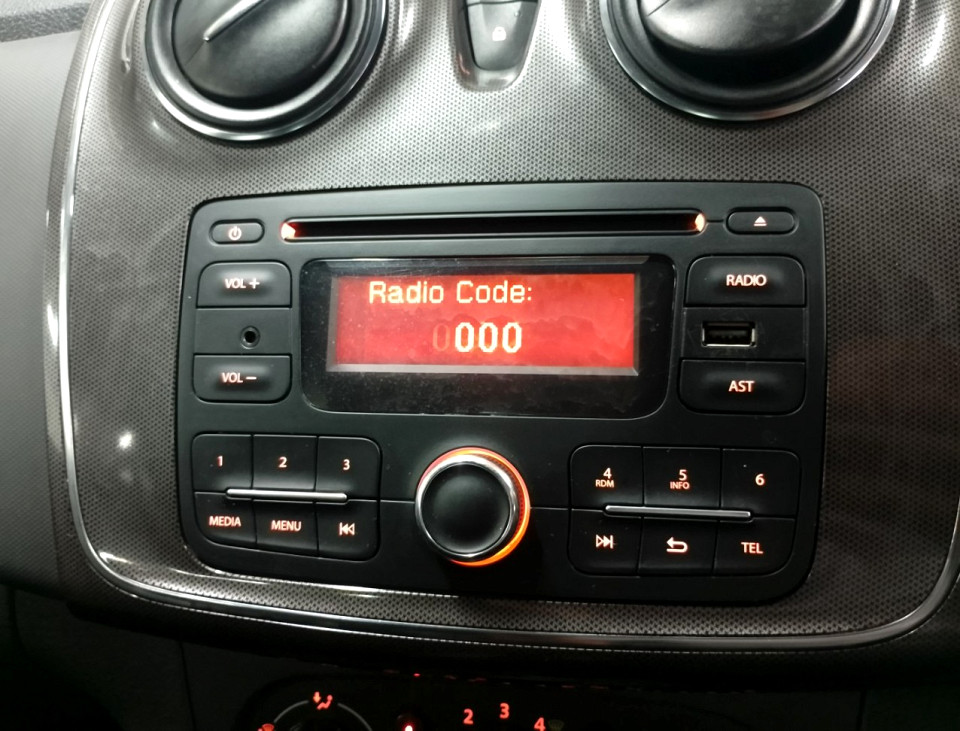 Radio Code:
0000
VOL +
VOL −
RADIO
AST
1 2 3
MEDIA MENU
4 5 6
RDM INFO
TEL
2 3 4